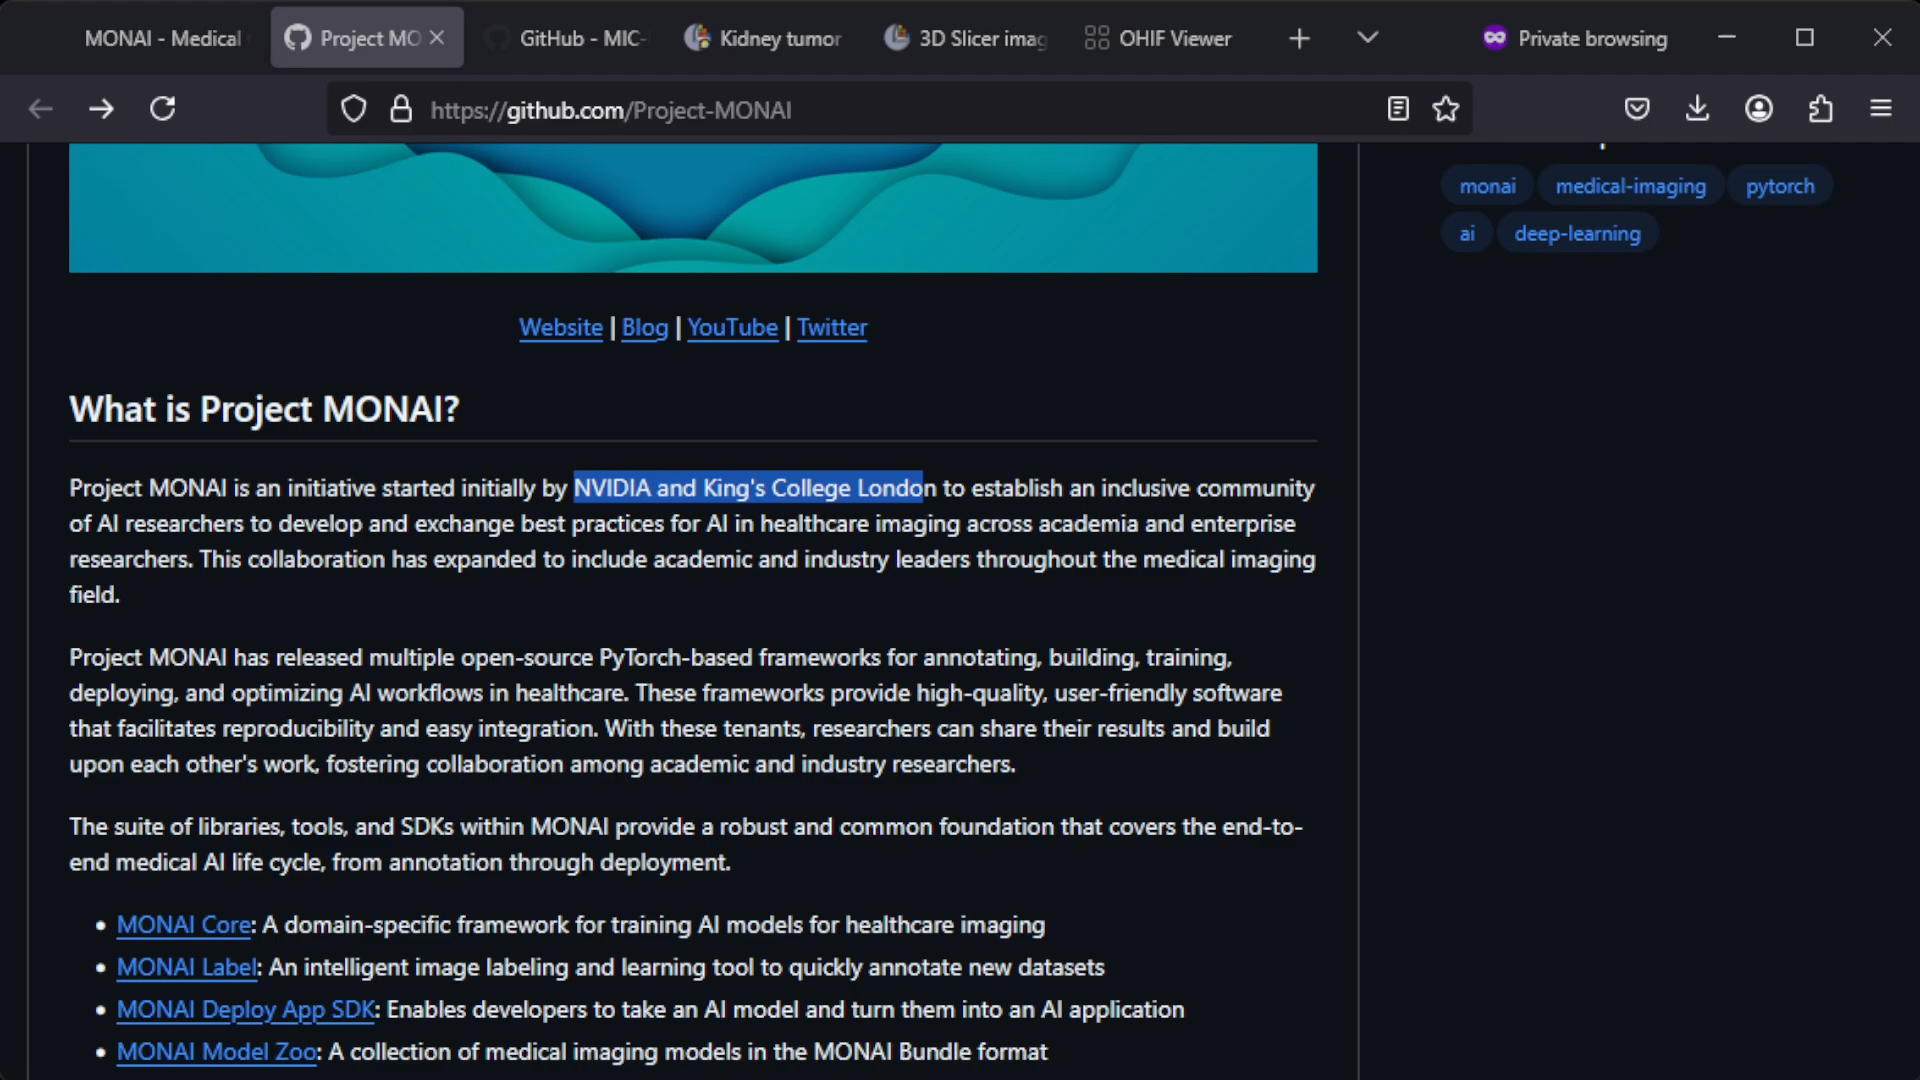 MONAI - Medical
Project MO
GitHub - MIC-
Kidney tumor
3D Slicer imag
OHIF Viewer
Private browsing
https://github.com/Project-MONAI
monai medical-imaging pytorch
ai deep-learning
Website | Blog | YouTube | Twitter
What is Project MONAI?
Project MONAI is an initiative started initially by NVIDIA and King's College London to establish an inclusive community
of AI researchers to develop and exchange best practices for AI in healthcare imaging across academia and enterprise
researchers. This collaboration has expanded to include academic and industry leaders throughout the medical imaging
field.
Project MONAI has released multiple open-source PyTorch-based frameworks for annotating, building, training,
deploying, and optimizing AI workflows in healthcare. These frameworks provide high-quality, user-friendly software
that facilitates reproducibility and easy integration. With these tenants, researchers can share their results and build
upon each other's work, fostering collaboration among academic and industry researchers.
The suite of libraries, tools, and SDKs within MONAI provide a robust and common foundation that covers the end-to-
end medical AI life cycle, from annotation through deployment.
• MONAI Core: A domain-specific framework for training AI models for healthcare imaging
• MONAI Label: An intelligent image labeling and learning tool to quickly annotate new datasets
• MONAI Deploy App SDK: Enables developers to take an AI model and turn them into an AI application
• MONAI Model Zoo: A collection of medical imaging models in the MONAI Bundle format